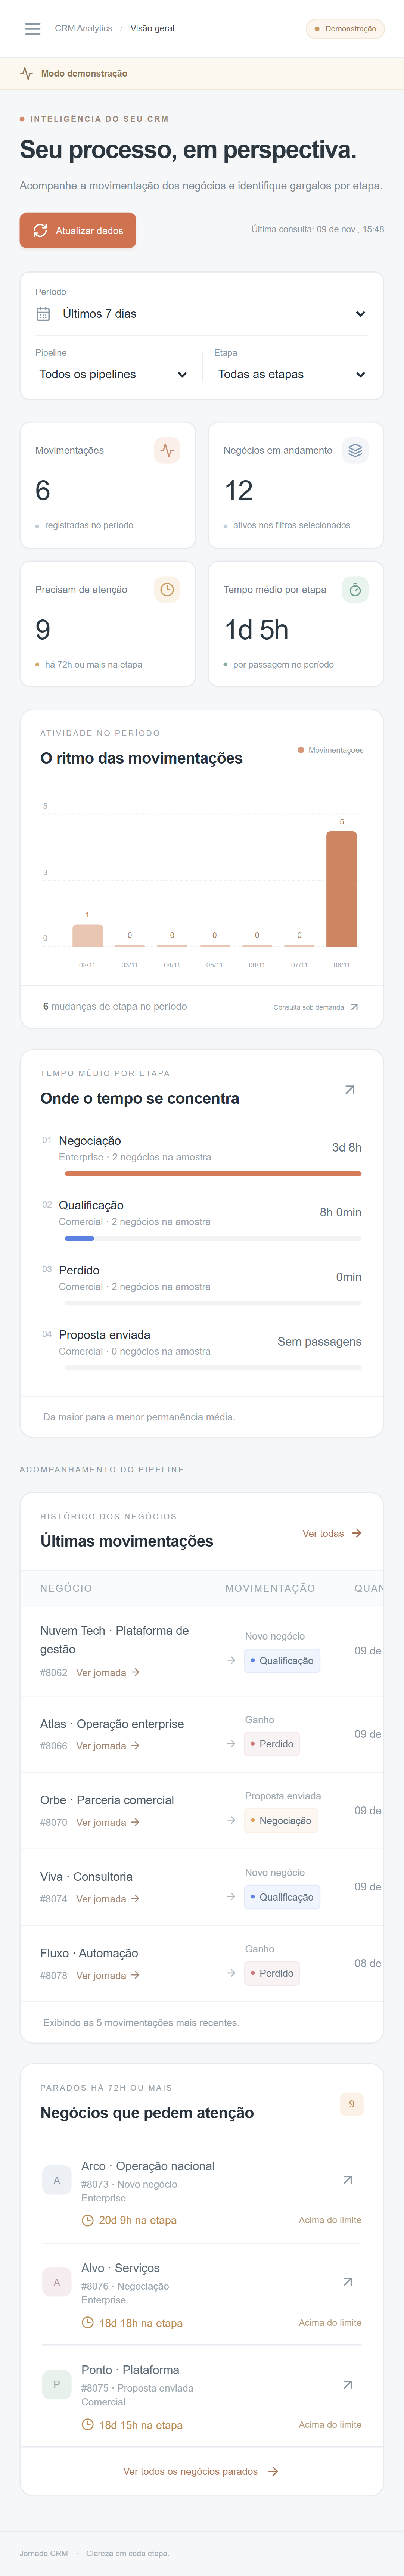 CRM Analytics / Visão geral
Demonstração
Modo demonstração
INTELIGÊNCIA DO SEU CRM
Seu processo, em perspectiva.
Acompanhe a movimentação dos negócios e identifique gargalos por etapa.
Atualizar dados
Última consulta: 09 de nov., 15:48
Período
Últimos 7 dias
Pipeline
Todos os pipelines
Etapa
Todas as etapas
Movimentações
6
registradas no período
Negócios em andamento
12
ativos nos filtros selecionados
Precisam de atenção
9
há 72h ou mais na etapa
Tempo médio por etapa
1d 5h
por passagem no período
ATIVIDADE NO PERÍODO
O ritmo das movimentações
Movimentações
5
3
0
1
0
0
0
0
0
5
02/11
03/11
04/11
05/11
06/11
07/11
08/11
6 mudanças de etapa no período
Consulta sob demanda
TEMPO MÉDIO POR ETAPA
Onde o tempo se concentra
01 Negociação
Enterprise · 2 negócios na amostra
3d 8h
02 Qualificação
Comercial · 2 negócios na amostra
8h 0min
03 Perdido
Comercial · 2 negócios na amostra
0min
04 Proposta enviada
Comercial · 0 negócios na amostra
Sem passagens
Da maior para a menor permanência média.
ACOMPANHAMENTO DO PIPELINE
HISTÓRICO DOS NEGÓCIOS
Últimas movimentações
Ver todas
NEGÓCIO
MOVIMENTAÇÃO
QUAN
Nuvem Tech · Plataforma de
gestão
#8062 Ver jornada
Novo negócio
Qualificação
09 de
Atlas · Operação enterprise
#8066 Ver jornada
Ganho
Perdido
09 de
Orbe · Parceria comercial
#8070 Ver jornada
Proposta enviada
Negociação
09 de
Viva · Consultoria
#8074 Ver jornada
Novo negócio
Qualificação
09 de
Fluxo · Automação
#8078 Ver jornada
Ganho
Perdido
08 de
Exibindo as 5 movimentações mais recentes.
PARADOS HÁ 72H OU MAIS
Negócios que pedem atenção
9
A
Arco · Operação nacional
#8073 · Novo negócio
Enterprise
20d 9h na etapa
Acima do limite
A
Alvo · Serviços
#8076 · Negociação
Enterprise
18d 18h na etapa
Acima do limite
P
Ponto · Plataforma
#8075 · Proposta enviada
Comercial
18d 15h na etapa
Acima do limite
Ver todos os negócios parados
Jornada CRM · Clareza em cada etapa.